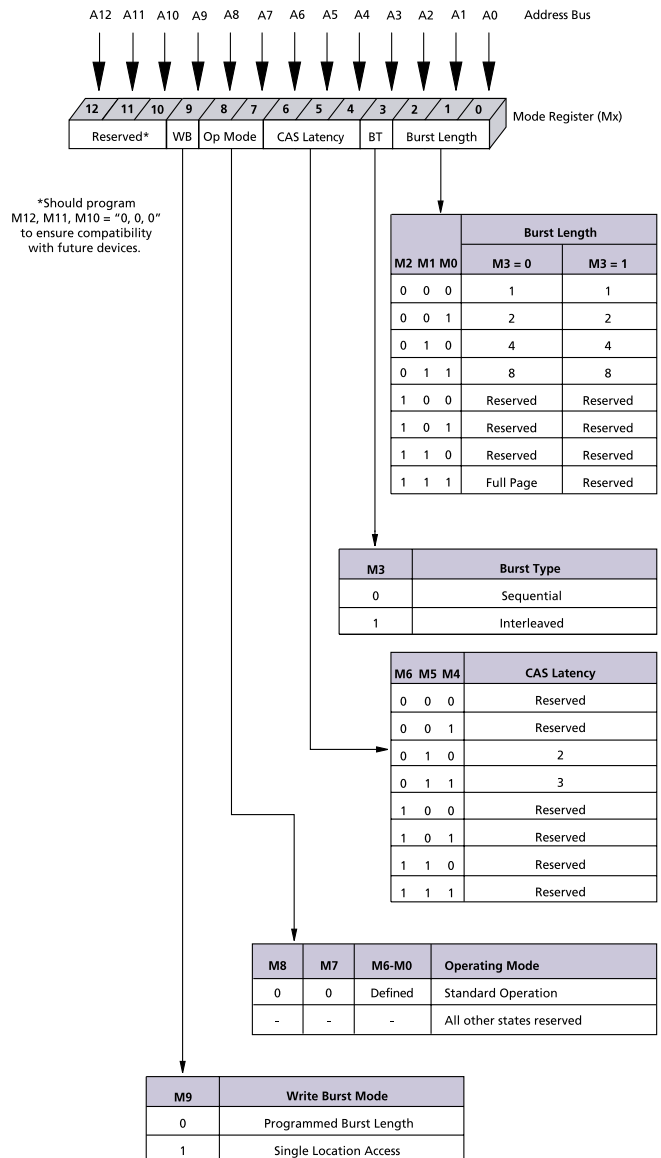 A12 A11 A10 A9 A8 A7 A6 A5 A4 A3 A2 A1 A0 Address Bus
12 11 10 9 8 7 6 5 4 3 2 1 0
Mode Register (Mx)
Reserved* WB Op Mode CAS Latency BT Burst Length
*Should program
M12, M11, M10 = “0, 0, 0”
to ensure compatibility
with future devices.
Burst Length
M2 M1 M0 M3 = 0 M3 = 1
0 0 0 1 1
0 0 1 2 2
0 1 0 4 4
0 1 1 8 8
1 0 0 Reserved Reserved
1 0 1 Reserved Reserved
1 1 0 Reserved Reserved
1 1 1 Full Page Reserved
M3 Burst Type
0 Sequential
1 Interleaved
M6 M5 M4 CAS Latency
0 0 0 Reserved
0 0 1 Reserved
0 1 0 2
0 1 1 3
1 0 0 Reserved
1 0 1 Reserved
1 1 0 Reserved
1 1 1 Reserved
M8 M7 M6-M0 Operating Mode
0 0 Defined Standard Operation
- - - All other states reserved
M9 Write Burst Mode
0 Programmed Burst Length
1 Single Location Access